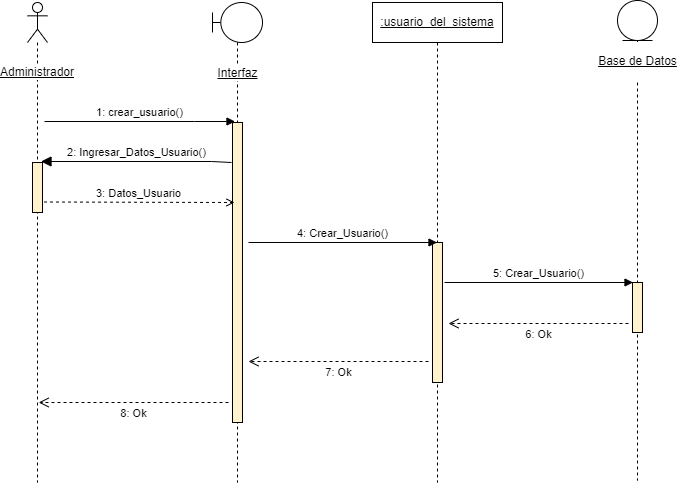 :usuario_del_sistema
Administrador
Interfaz
Base de Datos
1: crear_usuario()
2: Ingresar_Datos_Usuario()
3: Datos_Usuario
4: Crear_Usuario()
5: Crear_Usuario()
6: Ok
7: Ok
8: Ok